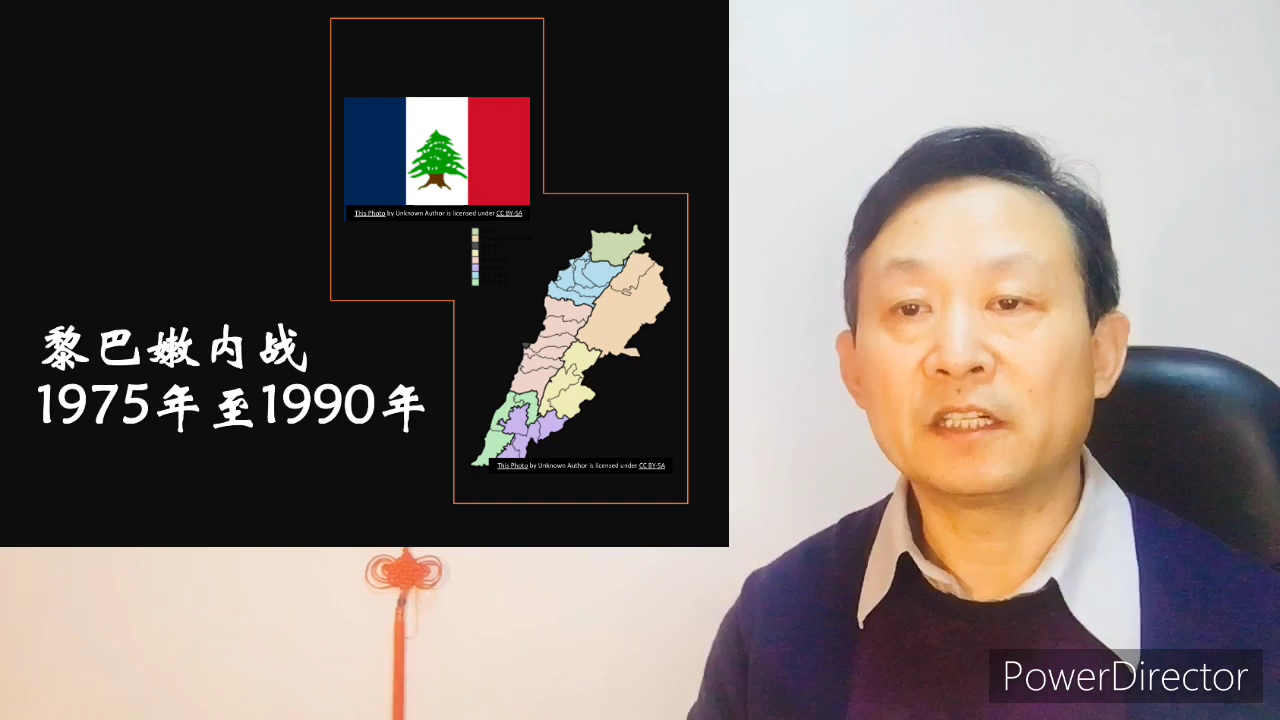 This Photo by Unknown Author is licensed under CC BY-SA
黎巴嫩内战
1975年至1990年
This Photo by Unknown Author is licensed under CC BY-SA
PowerDirector